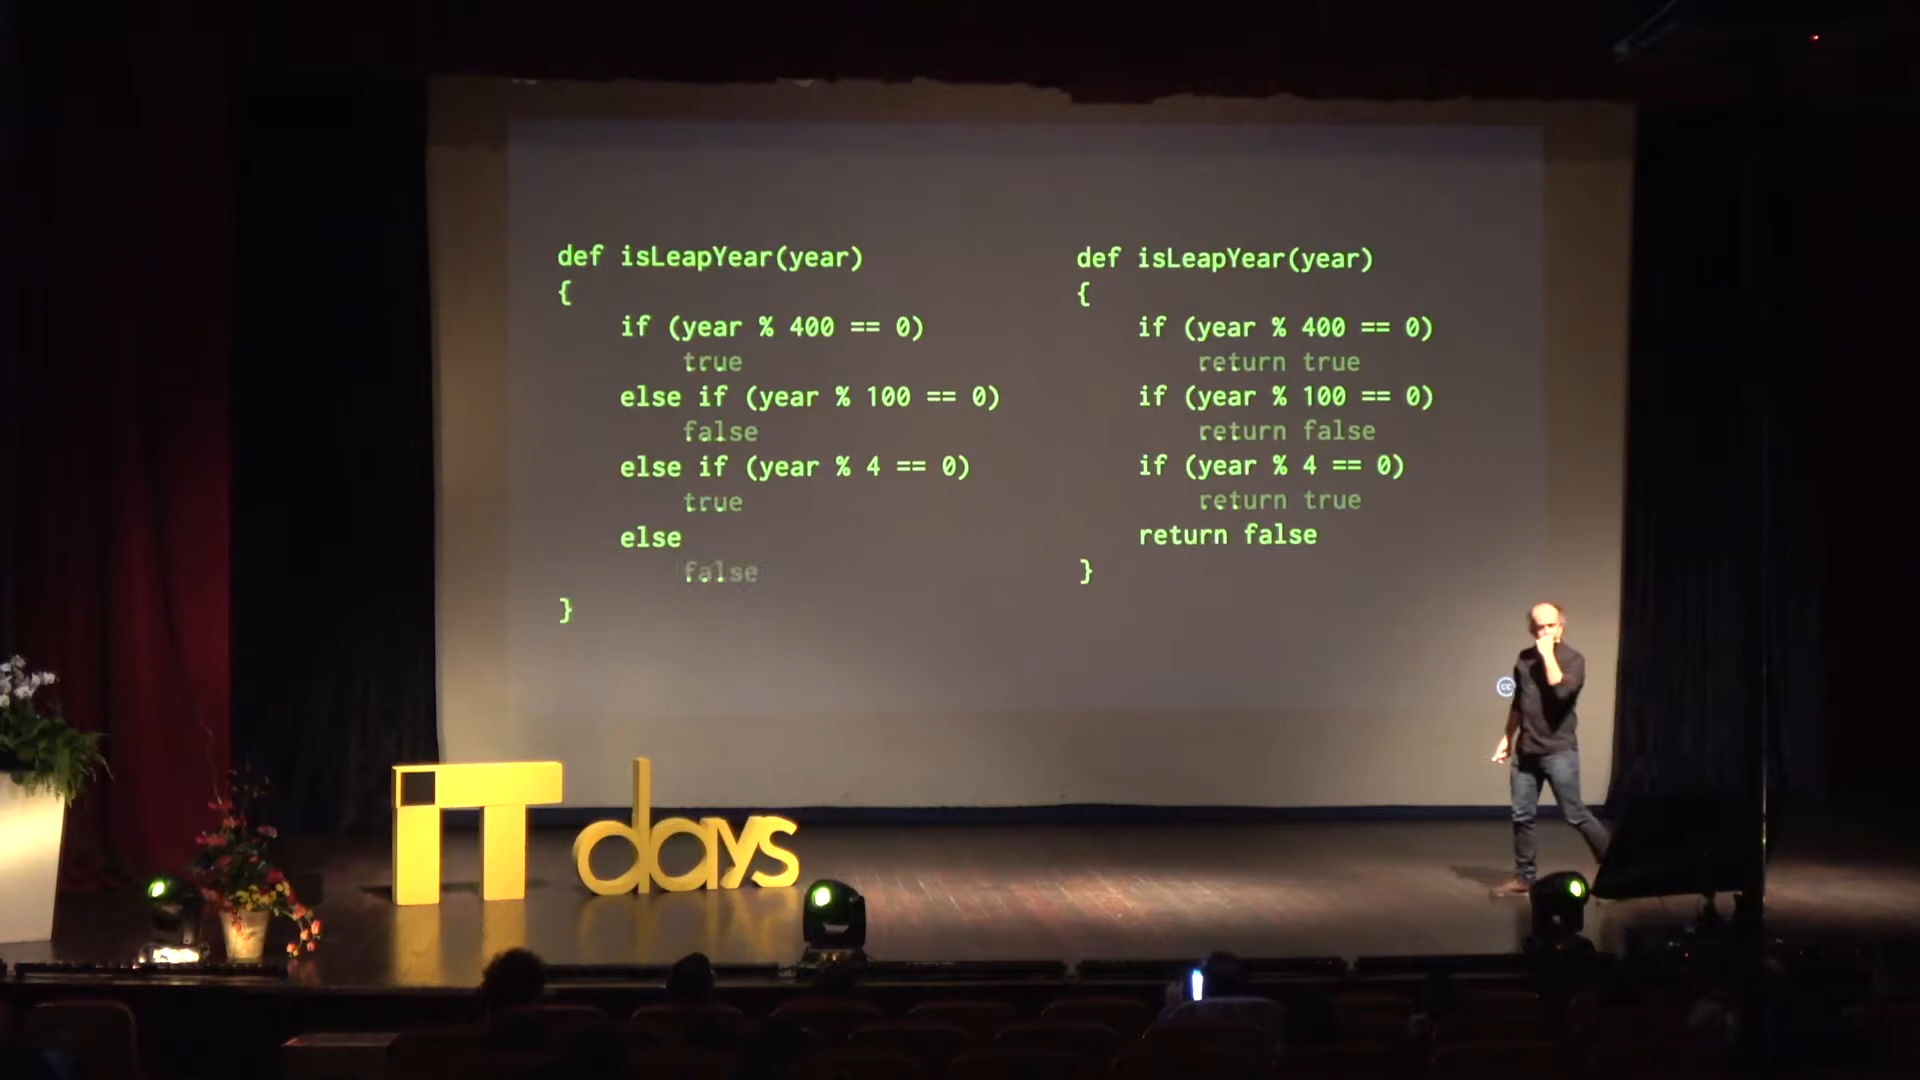 def isLeapYear(year)
{
    if (year % 400 == 0)
        true
    else if (year % 100 == 0)
        false
    else if (year % 4 == 0)
        true
    else
        false
}
def isLeapYear(year)
{
    if (year % 400 == 0)
        return true
    if (year % 100 == 0)
        return false
    if (year % 4 == 0)
        return true
    return false
}
cc
iT days